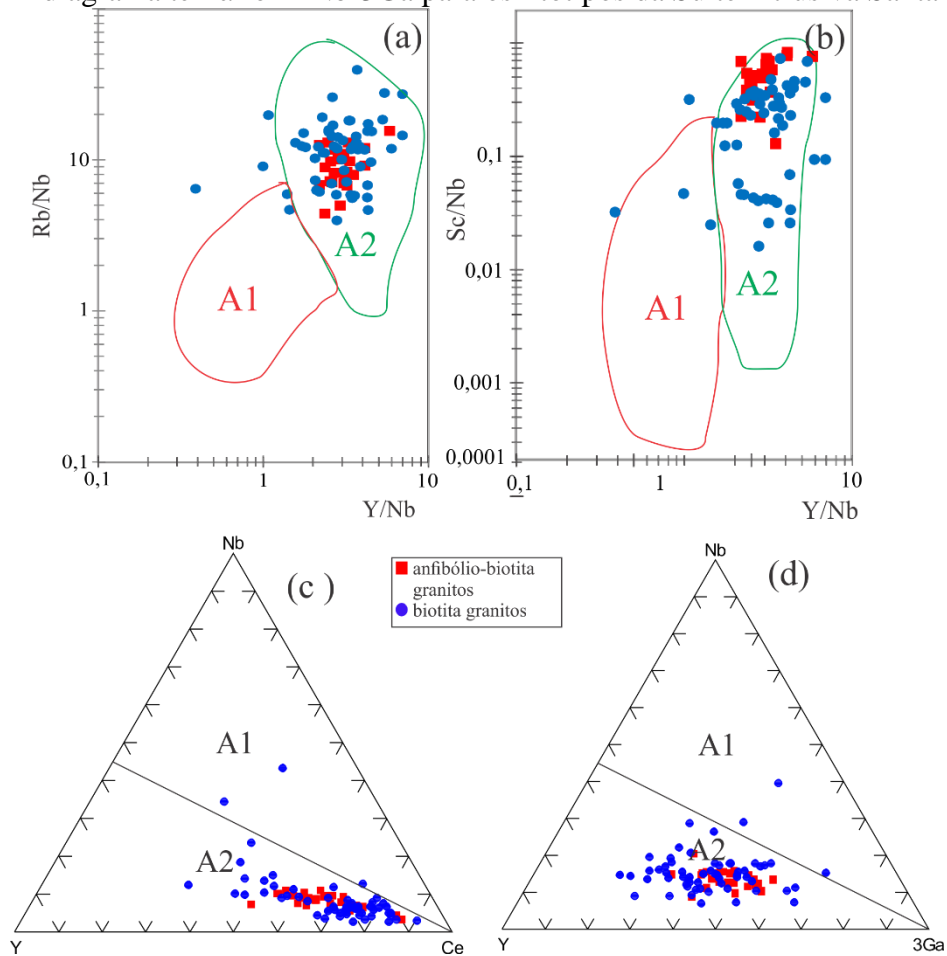 (a)
10
1
0,1
0,1
1
10
Rb/Nb
Y/Nb
A1
A2
(b)
0,1
0,01
0,001
0,0001
0,1
1
10
Sc/Nb
Y/Nb
A1
A2
Nb
(c )
A1
A2
Y
Ce
anfibólio-biotita
granitos
biotita granitos
Nb
(d)
A1
A2
Y
3Ga